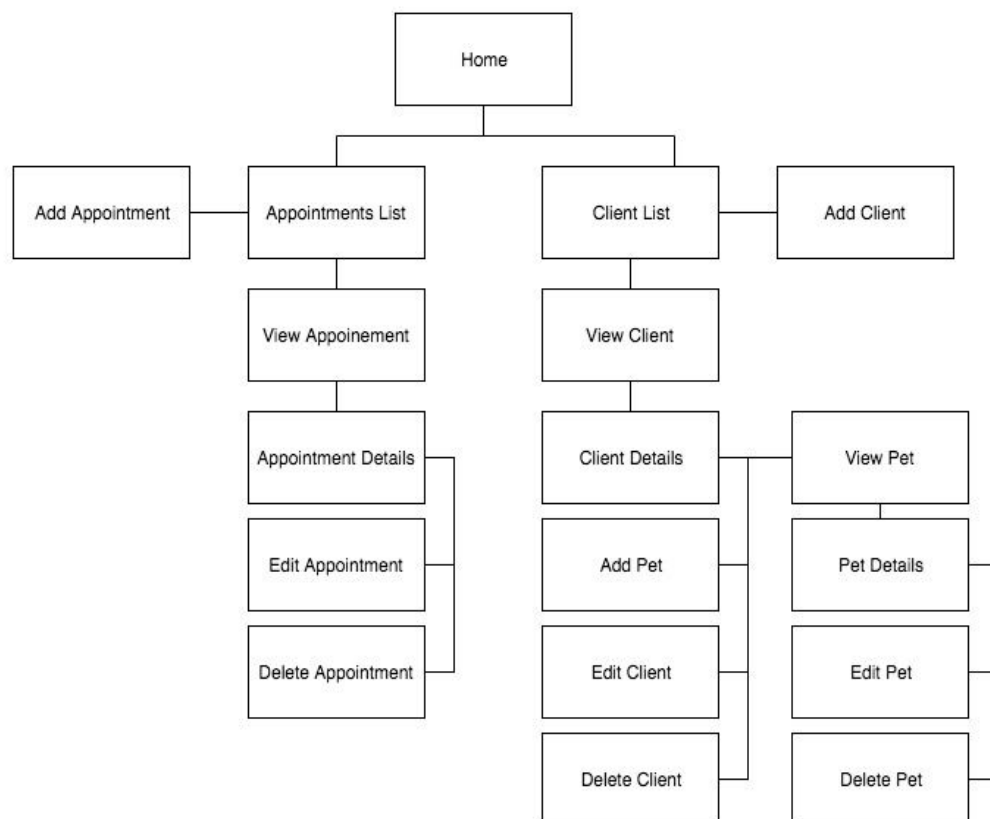 Home
Add Appointment
Appointments List
Client List
Add Client
View Appoinement
View Client
Appointment Details
Client Details
View Pet
Edit Appointment
Add Pet
Pet Details
Delete Appointment
Edit Client
Edit Pet
Delete Client
Delete Pet